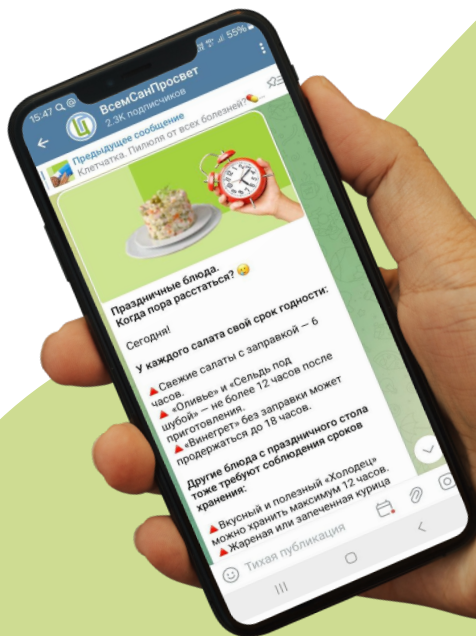 15:47
55%
ВсемСанПросвет
2.3K подписчиков
Предыдущее сообщение
Клетчатка. Пилюля от всех болезней?💊...
Праздничные блюда.
Когда пора расстаться? 🥲
Сегодня!
У каждого салата свой срок годности:
🔺Свежие салаты с заправкой — 6
часов.
🔺 «Оливье» и «Сельдь под
шубой» — не более 12 часов после
приготовления.
🔺«Винегрет» без заправки может
продержаться до 18 часов.
Другие блюда с праздничного стола
тоже требуют соблюдения сроков
хранения:
🔺Вкусный и полезный «Холодец»
можно хранить максимум 12 часов.
🔺Жареная или запеченная курица
Тихая публикация